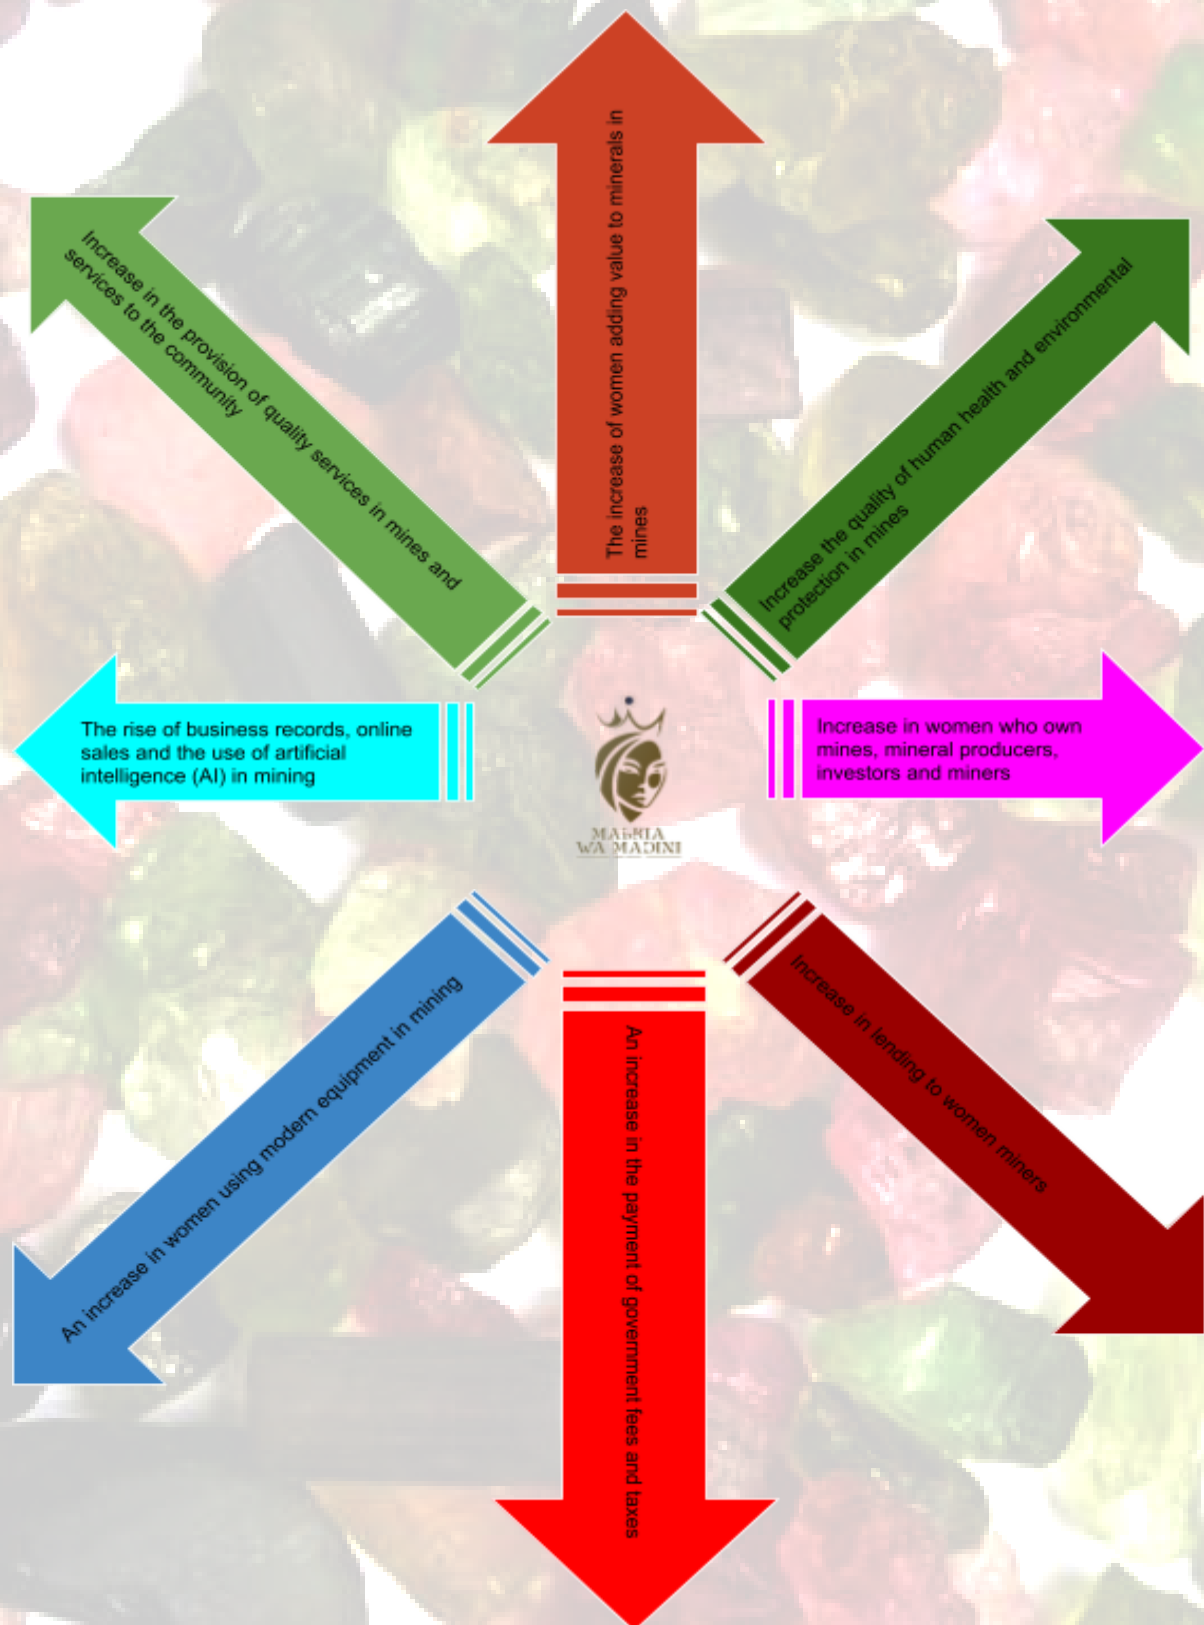 The increase of women adding value to minerals in
mines
Increase in the provision of quality services in mines and
services to the community
Increase the quality of human health and environmental
protection in mines
The rise of business records, online
sales and the use of artificial
intelligence (AI) in mining
Increase in women who own
mines, mineral producers,
investors and miners
WA MADINI
An increase in women using modern equipment in mining
An increase in the payment of government fees and taxes
Increase in lending to women miners